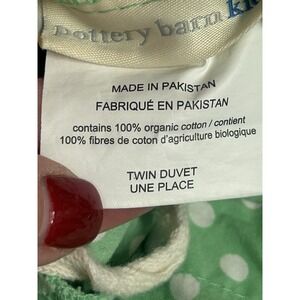 pottery barn kids
MADE IN PAKISTAN
FABRIQUÉ EN PAKISTAN
contains 100% organic cotton / contient
100% fibres de coton d'agriculture biologique
TWIN DUVET
UNE PLACE